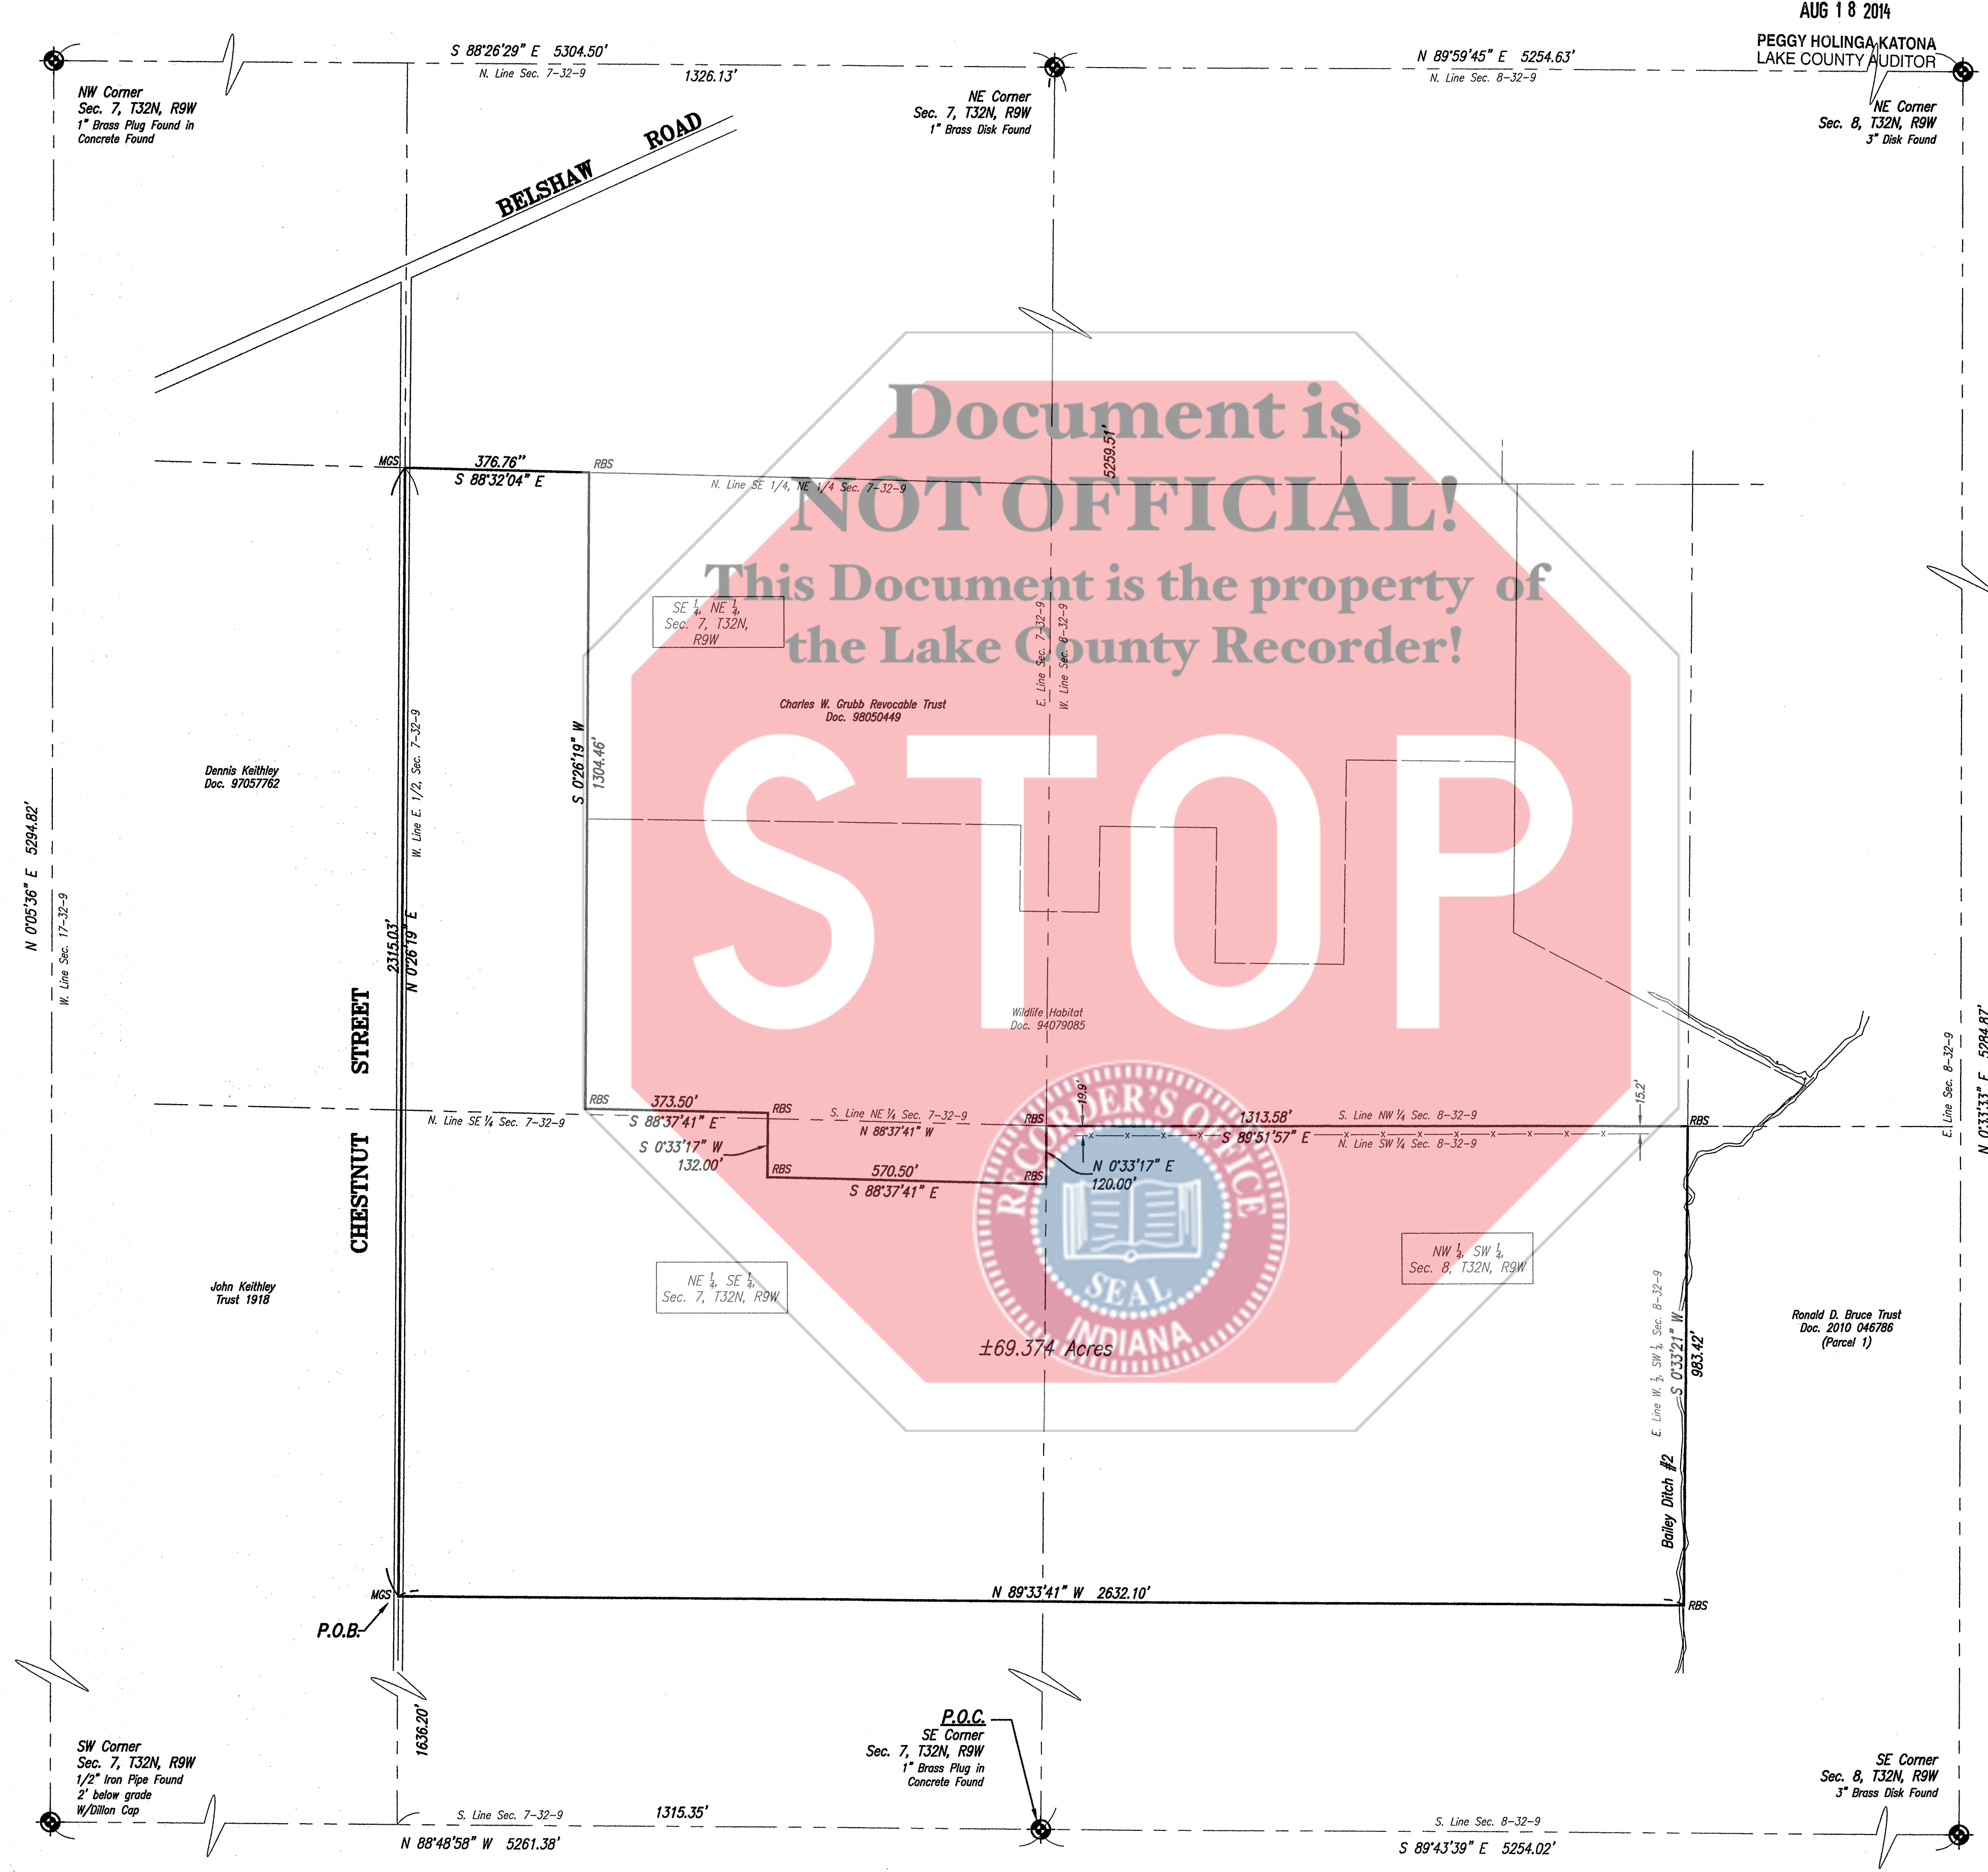 AUG 18 2014
PEGGY HOLINGA KATONA
LAKE COUNTY AUDITOR
S 88°26'29" E 5304.50'
N. Line Sec. 7-32-9
1326.13'
N 89°59'45" E 5254.63'
N. Line Sec. 8-32-9
NW Corner
Sec. 7, T32N, R9W
1" Brass Plug Found in
Concrete Found
NE Corner
Sec. 7, T32N, R9W
1" Brass Disk Found
NE Corner
Sec. 8, T32N, R9W
3" Disk Found
BELSHAW ROAD
Document is
NOT OFFICIAL!
This Document is the property of
the Lake County Recorder!
STOP
5259.51'
MGS
376.76''
S 88°32'04" E
RBS
N. Line SE 1/4, NE 1/4 Sec. 7-32-9
SE 1/4, NE 1/4,
Sec. 7, T32N,
R9W
E. Line Sec. 7-32-9
W. Line Sec. 8-32-9
Charles W. Grubb Revocable Trust
Doc. 98050449
S 0°26'19" W
1304.46'
W. Line E. 1/2, Sec. 7-32-9
Dennis Keithley
Doc. 97057762
N 0°05'36" E 5294.82'
W. Line Sec. 17-32-9
2315.03'
N 0°26'19" E
CHESTNUT STREET
Wildlife Habitat
Doc. 94079085
E. Line Sec. 8-32-9
N 0°33'33" E 5284.87'
RBS
373.50'
S 88°37'41" E
RBS
N. Line SE 1/4 Sec. 7-32-9
S. Line NE 1/4 Sec. 7-32-9
N 88°37'41" W
RBS
19.9'
1313.58'
S 89°51'57" E
S. Line NW 1/4 Sec. 8-32-9
N. Line SW 1/4 Sec. 8-32-9
15.2'
RBS
S 0°33'17" W
132.00'
RBS
570.50'
S 88°37'41" E
RBS
N 0°33'17" E
120.00'
RECORDER'S OFFICE
SEAL
INDIANA
NE 1/4, SE 1/4,
Sec. 7, T32N, R9W
NW 1/4, SW 1/4,
Sec. 8, T32N, R9W
John Keithley
Trust 1918
±69.374 Acres
E. Line W. 1/2, SW 1/4, Sec. 8-32-9
S 0°33'21" W
983.42'
Ronald D. Bruce Trust
Doc. 2010 046786
(Parcel 1)
Bailey Ditch #2
MGS
P.O.B.
N 89°33'41" W 2632.10'
RBS
1636.20'
SW Corner
Sec. 7, T32N, R9W
1/2" Iron Pipe Found
2' below grade
W/Dillon Cap
P.O.C.
SE Corner
Sec. 7, T32N, R9W
1" Brass Plug in
Concrete Found
SE Corner
Sec. 8, T32N, R9W
3" Brass Disk Found
S. Line Sec. 7-32-9
1315.35'
N 88°48'58" W 5261.38'
S. Line Sec. 8-32-9
S 89°43'39" E 5254.02'